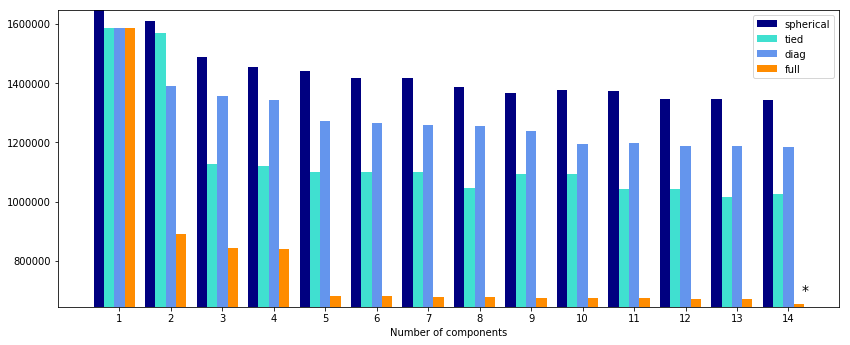 1600000
1400000
1200000
1000000
800000
spherical
tied
diag
full
*
1 2 3 4 5 6 7 8 9 10 11 12 13 14
Number of components